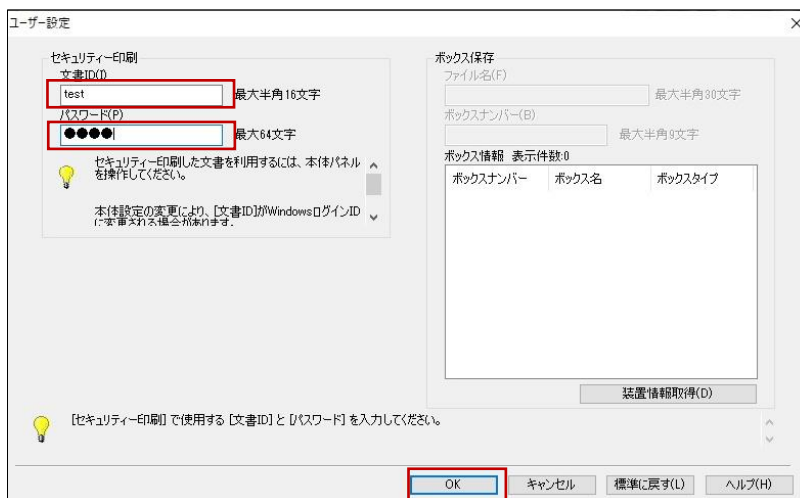 ユーザー設定
セキュリティー印刷
文書ID(I)
test
最大半角16文字
パスワード(P)
●●●●
最大64文字
セキュリティー印刷した文書を利用するには、本体パネル
を操作してください。
本体設定の変更により、[文書ID]がWindowsログインID
に変更される場合があります。
ボックス保存
ファイル名(F)
最大半角30文字
ボックスナンバー(B)
最大半角9文字
ボックス情報 表示件数:0
ボックスナンバー ボックス名 ボックスタイプ
装置情報取得(D)
[セキュリティー印刷] で使用する [文書ID] と [パスワード] を入力してください。
OK キャンセル 標準に戻す(L) ヘルプ(H)